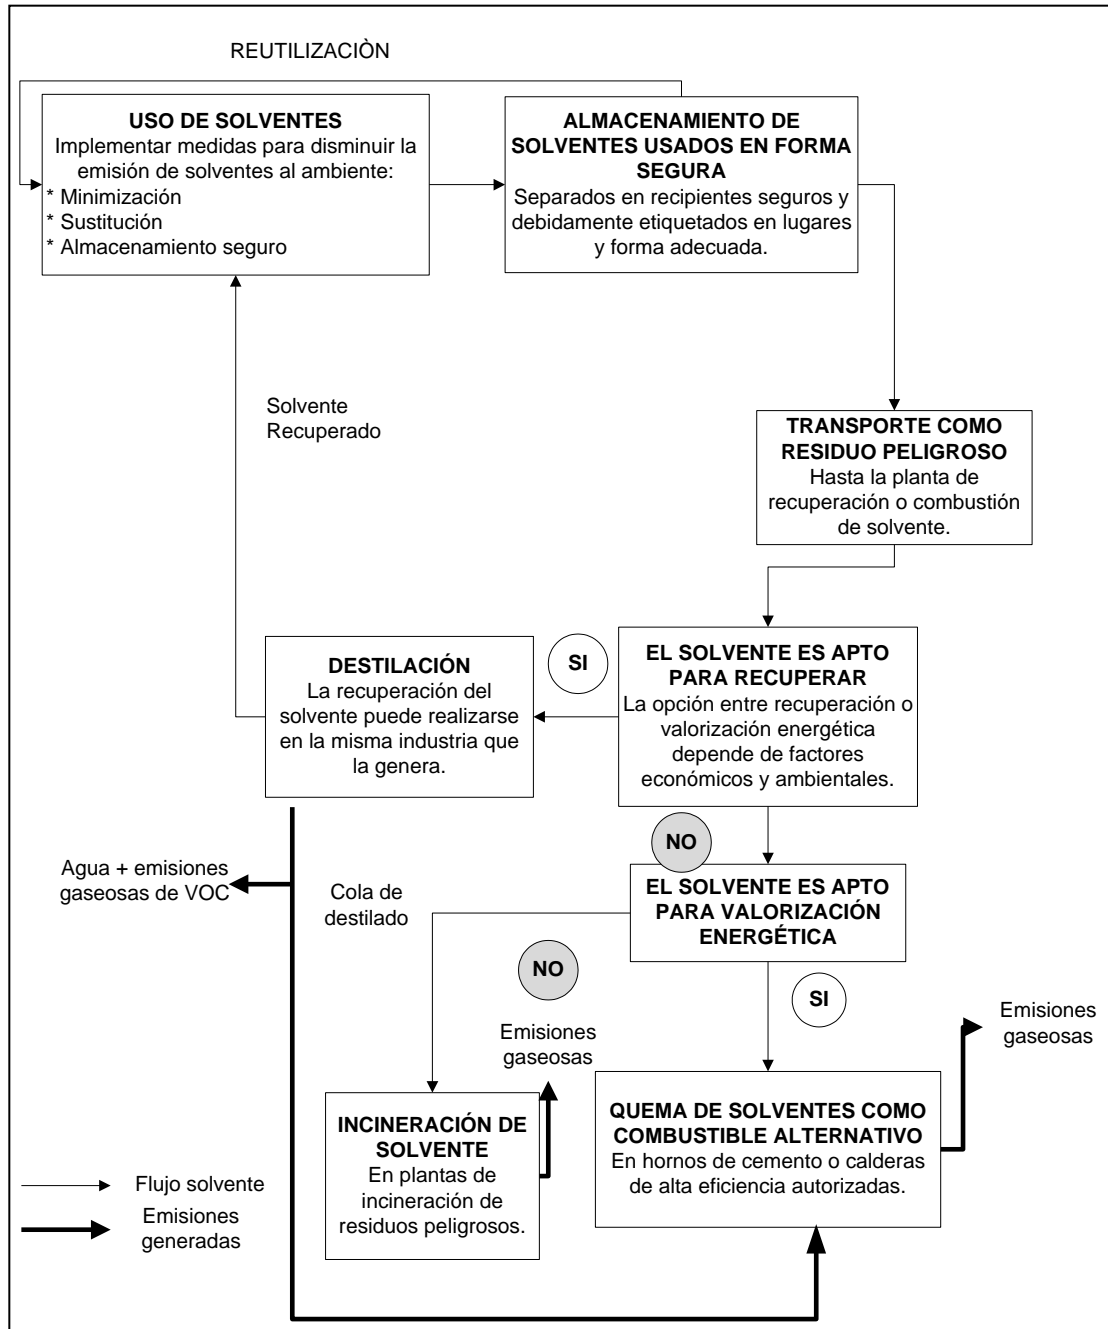 REUTILIZACIÒN
USO DE SOLVENTES
Implementar medidas para disminuir la
emisión de solventes al ambiente:
* Minimización
* Sustitución
* Almacenamiento seguro
ALMACENAMIENTO DE
SOLVENTES USADOS EN FORMA
SEGURA
Separados en recipientes seguros y
debidamente etiquetados en lugares
y forma adecuada.
Solvente
Recuperado
TRANSPORTE COMO
RESIDUO PELIGROSO
Hasta la planta de
recuperación o combustión
de solvente.
DESTILACIÓN
La recuperación del
solvente puede realizarse
en la misma industria que
la genera.
SI
EL SOLVENTE ES APTO
PARA RECUPERAR
La opción entre recuperación o
valorización energética
depende de factores
económicos y ambientales.
NO
Agua + emisiones
gaseosas de VOC
Cola de
destilado
EL SOLVENTE ES APTO
PARA VALORIZACIÓN
ENERGÉTICA
NO
SI
Emisiones
gaseosas
Emisiones
gaseosas
INCINERACIÓN DE
SOLVENTE
En plantas de
incineración de
residuos peligrosos.
QUEMA DE SOLVENTES COMO
COMBUSTIBLE ALTERNATIVO
En hornos de cemento o calderas
de alta eficiencia autorizadas.
Flujo solvente
Emisiones
generadas